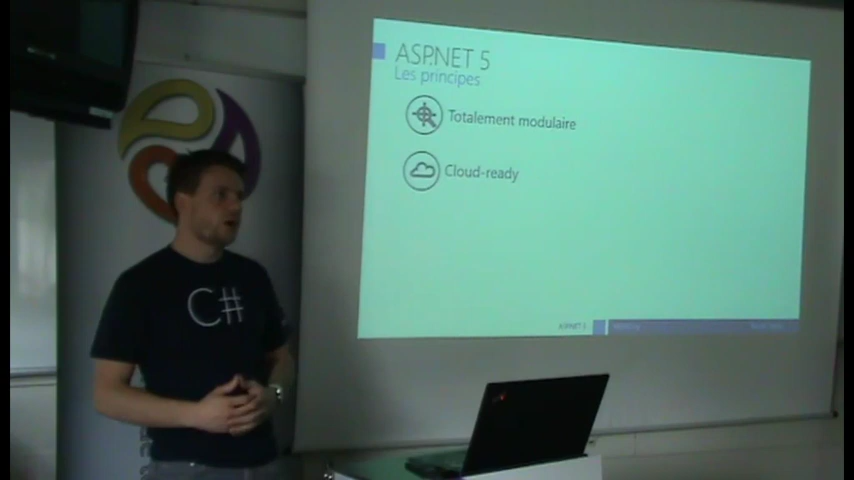 ASP.NET 5
Les principes
Totalement modulaire
Cloud-ready
ASP.NET 5
C#